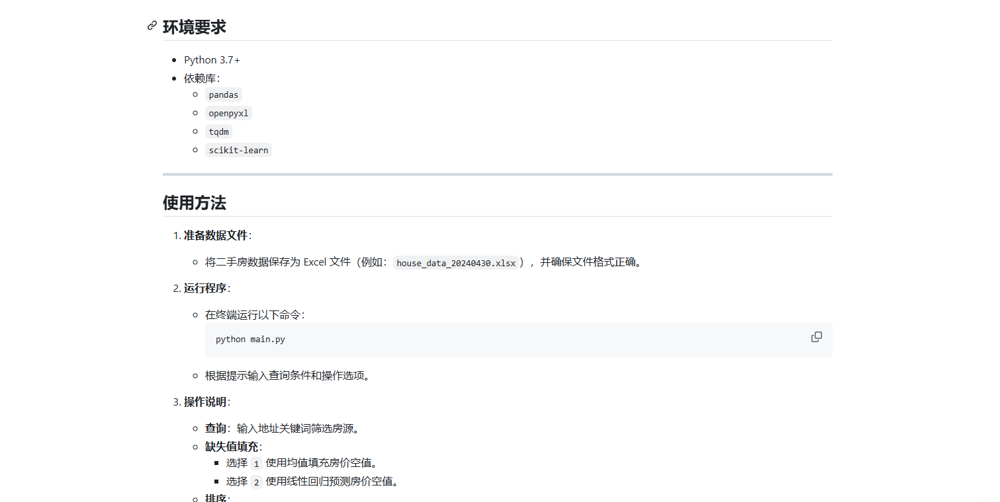 环境要求
Python 3.7+
依赖库：
pandas
openpyxl
tqdm
scikit-learn
使用方法
1. 准备数据文件：
将二手房数据保存为 Excel 文件（例如：house_data_20240430.xlsx），并确保文件格式正确。
2. 运行程序：
在终端运行以下命令：
python main.py
根据提示输入查询条件和操作选项。
3. 操作说明：
查询：输入地址关键词筛选房源。
缺失值填充：
选择 1 使用均值填充房价空值。
选择 2 使用线性回归预测房价空值。
排序：